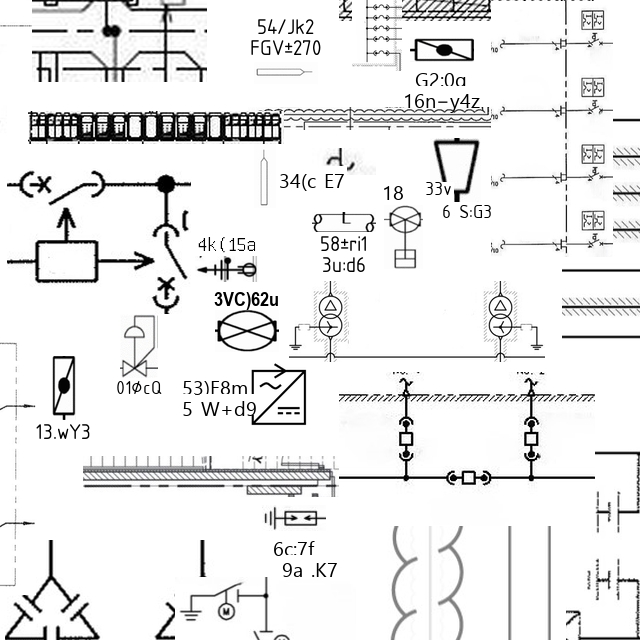 54/Jk2
FGV±270
G2:0g
16n-y4z
34(c E7
33v
6 S:G3
18
58±ri1
3u:d6
4k(15a
3VC)62u
01ØcQ
53)F8m
5 W+d9
13.wY3
6c:7f
9a .K7
M